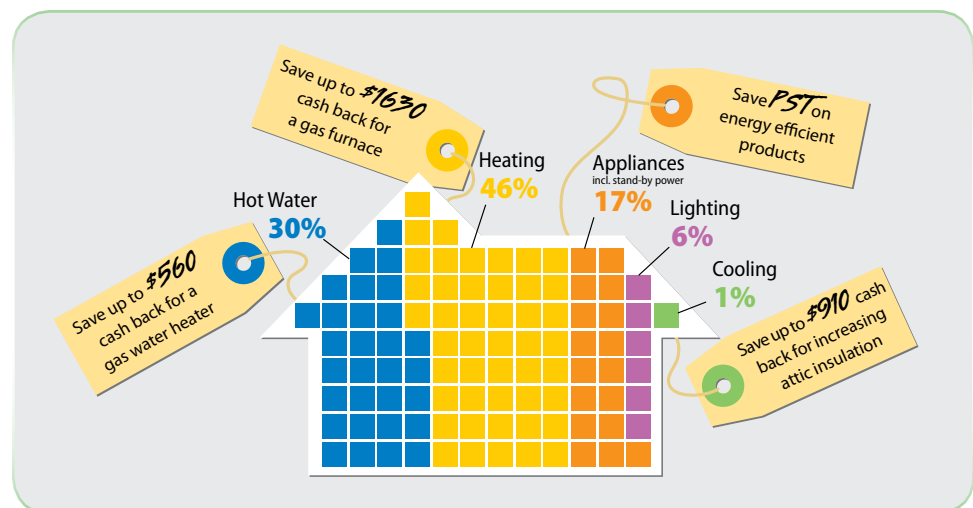 Save up to $1630
cash back for
a gas furnace
Save PST on
energy efficient
products
Heating
46%
Appliances
incl. stand-by power
17%
Hot Water
30%
Lighting
6%
Cooling
1%
Save up to $560
cash back for a
gas water heater
Save up to $910 cash
back for increasing
attic insulation